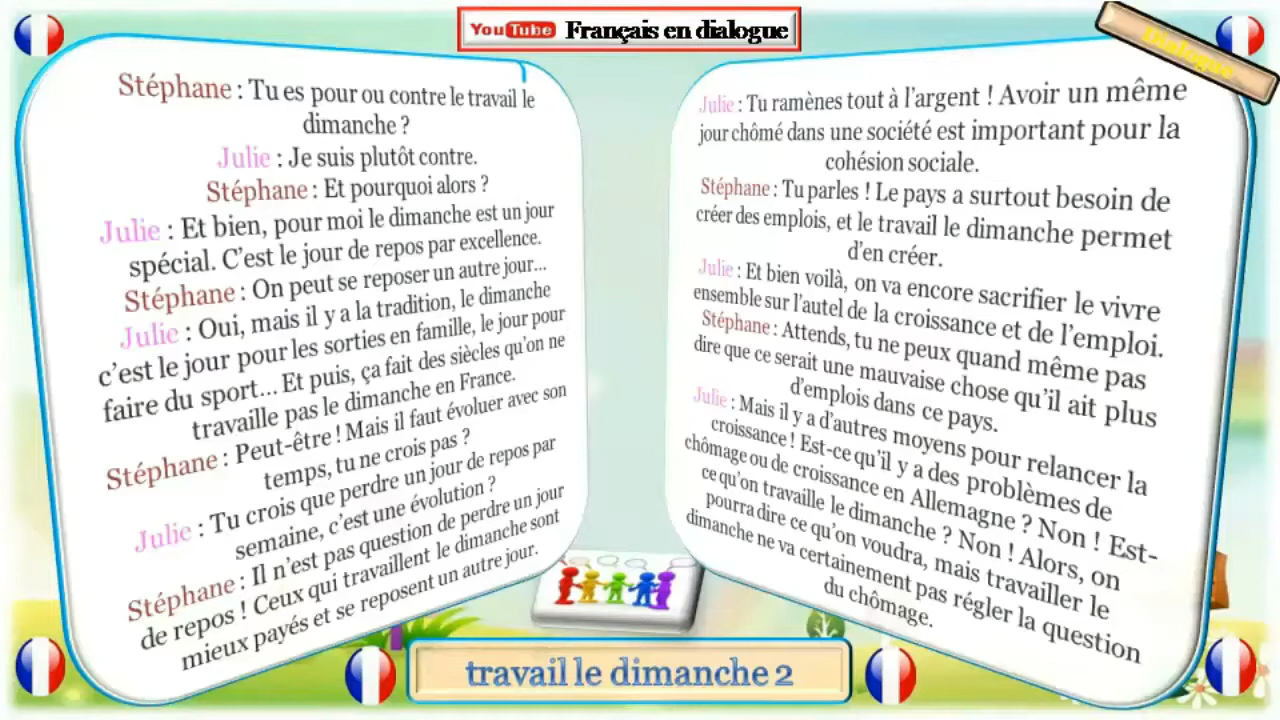 YouTube Français en dialogue
Dialogue
Stéphane : Tu es pour ou contre le travail le
dimanche ?
Julie : Je suis plutôt contre.
Stéphane : Et pourquoi alors ?
Julie : Et bien, pour moi le dimanche est un jour
spécial. C'est le jour de repos par excellence.
Stéphane : On peut se reposer un autre jour...
Julie : Oui, mais il y a la tradition, le dimanche
c'est le jour pour les sorties en famille, le jour pour
faire du sport... Et puis, ça fait des siècles qu'on ne
travaille pas le dimanche en France.
Stéphane : Peut-être ! Mais il faut évoluer avec son
temps, tu ne crois pas ?
Julie : Tu crois que perdre un jour de repos par
semaine, c'est une évolution ?
Stéphane : Il n'est pas question de perdre un jour
de repos ! Ceux qui travaillent le dimanche sont
mieux payés et se reposent un autre jour.
Julie : Tu ramènes tout à l'argent ! Avoir un même
jour chômé dans une société est important pour la
cohésion sociale.
Stéphane : Tu parles ! Le pays a surtout besoin de
créer des emplois, et le travail le dimanche permet
d'en créer.
Julie : Et bien voilà, on va encore sacrifier le vivre
ensemble sur l'autel de la croissance et de l'emploi.
Stéphane : Attends, tu ne peux quand même pas
dire que ce serait une mauvaise chose qu'il ait plus
d'emplois dans ce pays.
Julie : Mais il y a d'autres moyens pour relancer la
croissance ! Est-ce qu'il y a des problèmes de
chômage ou de croissance en Allemagne ? Non ! Est-
ce qu'on travaille le dimanche ? Non ! Alors, on
pourra dire ce qu'on voudra, mais travailler le
dimanche ne va certainement pas régler la question
du chômage.
travail le dimanche 2